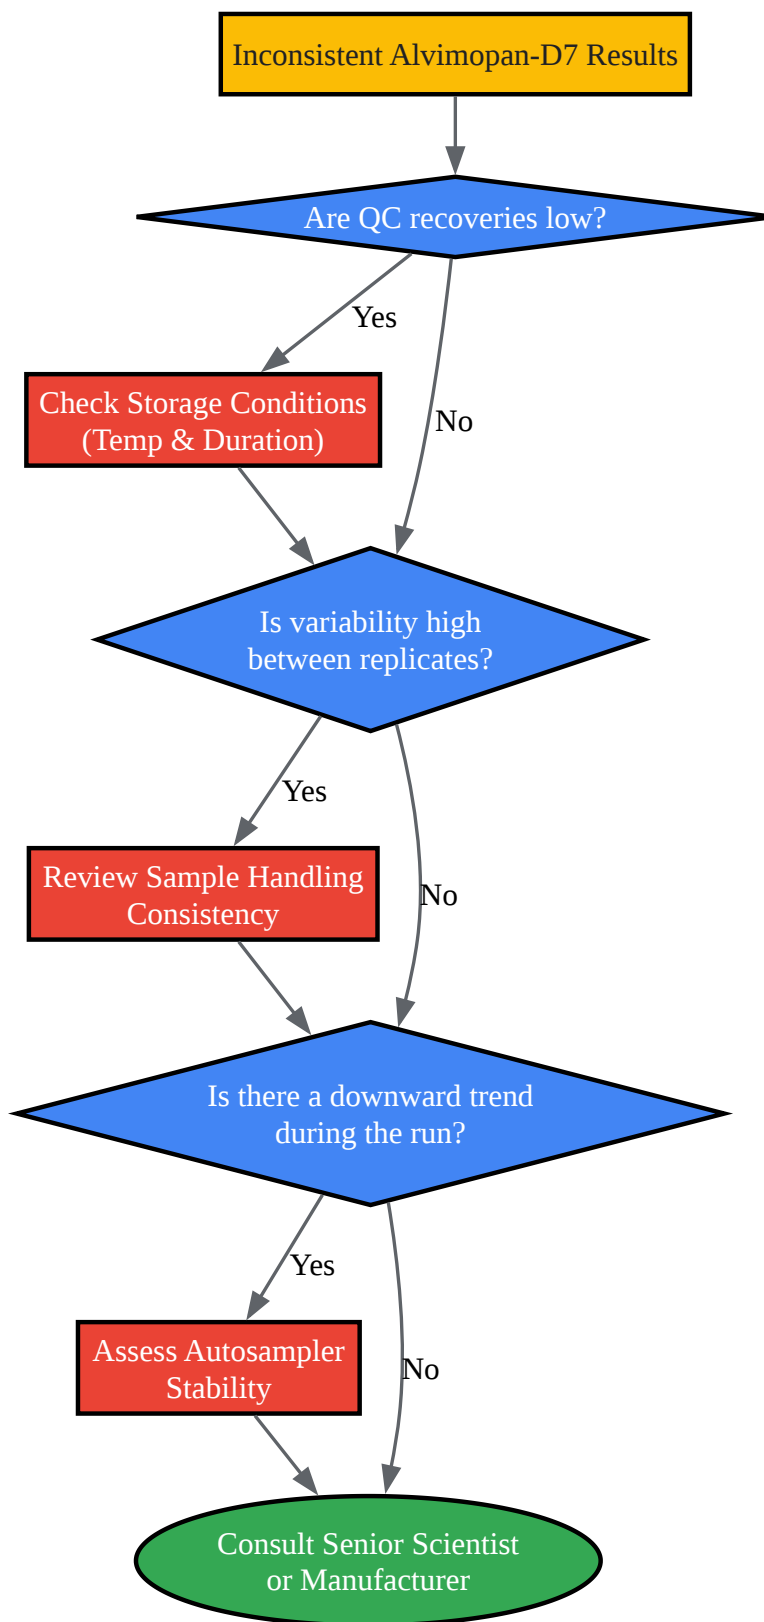 Inconsistent Alvimopan-D7 Results
Are QC recoveries low?
Yes
Check Storage Conditions
(Temp & Duration)
No
Is variability high
between replicates?
Yes
Review Sample Handling
Consistency
No
Is there a downward trend
during the run?
Yes
Assess Autosampler
Stability
No
Consult Senior Scientist
or Manufacturer